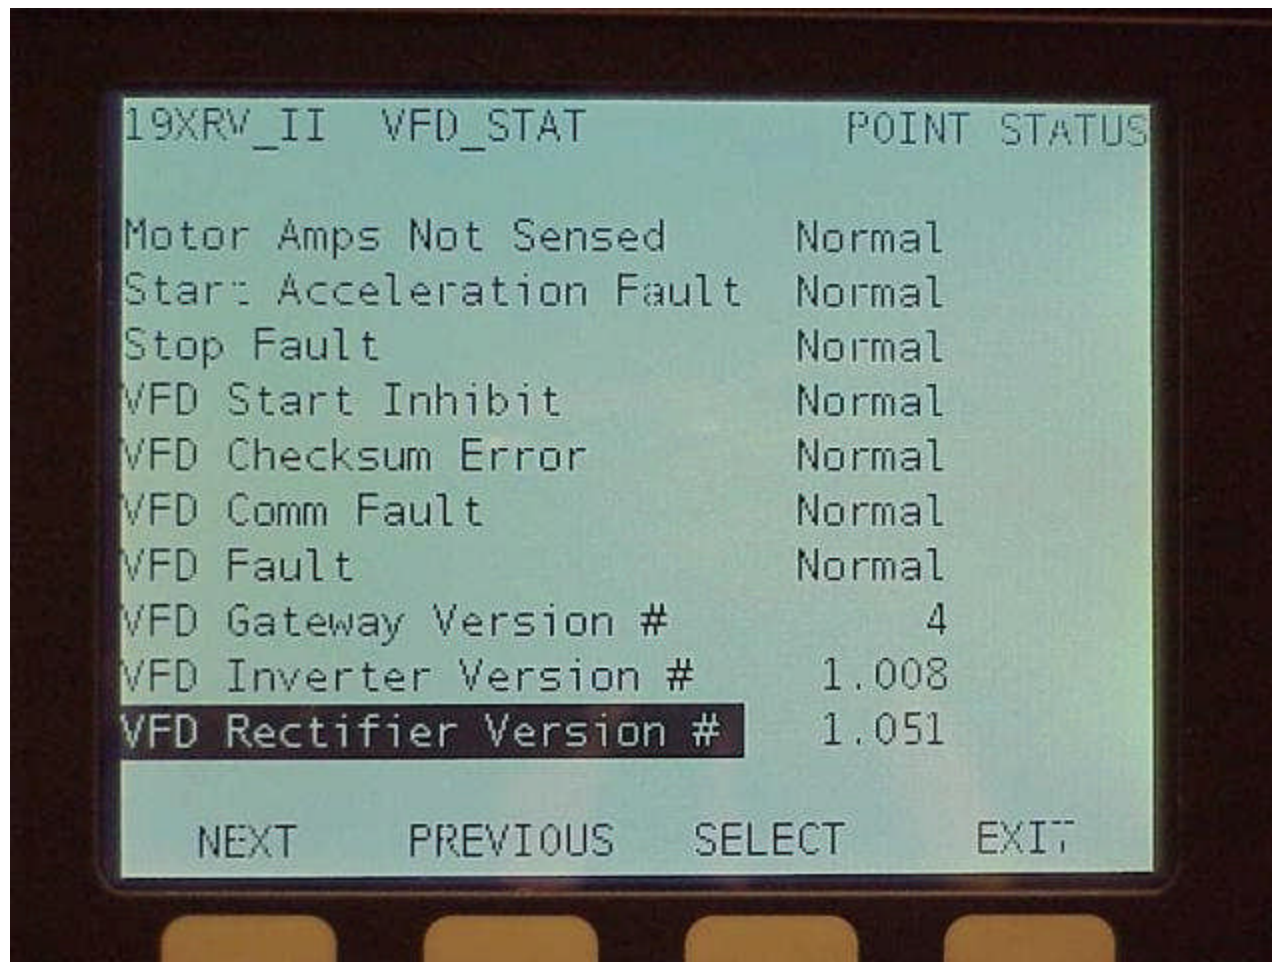 19XRV_II VFD_STAT POINT STATUS
Motor Amps Not Sensed Normal
Start Acceleration Fault Normal
Stop Fault Normal
VFD Start Inhibit Normal
VFD Checksum Error Normal
VFD Comm Fault Normal
VFD Fault Normal
VFD Gateway Version # 4
VFD Inverter Version # 1.008
VFD Rectifier Version # 1.051
NEXT PREVIOUS SELECT EXIT